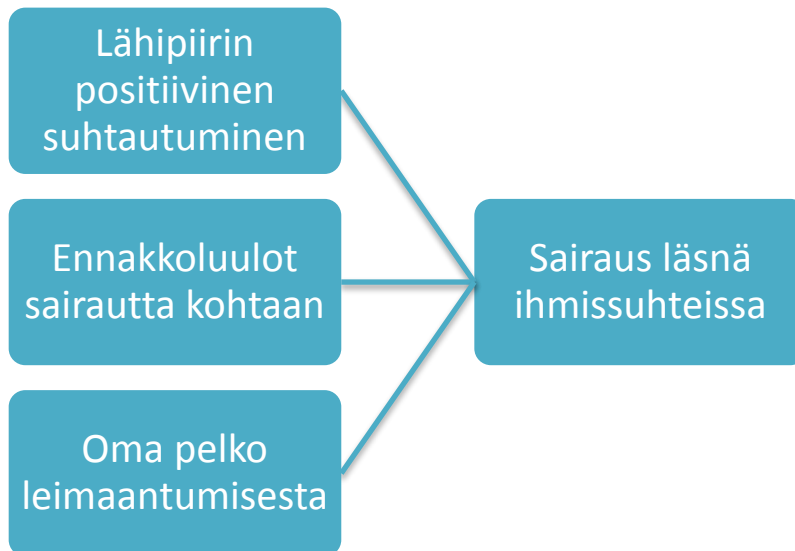 Lähipiirin
positiivinen
suhtautuminen
Ennakkoluulot
sairautta kohtaan
Oma pelko
leimaantumisesta
Sairaus läsnä
ihmissuhteissa